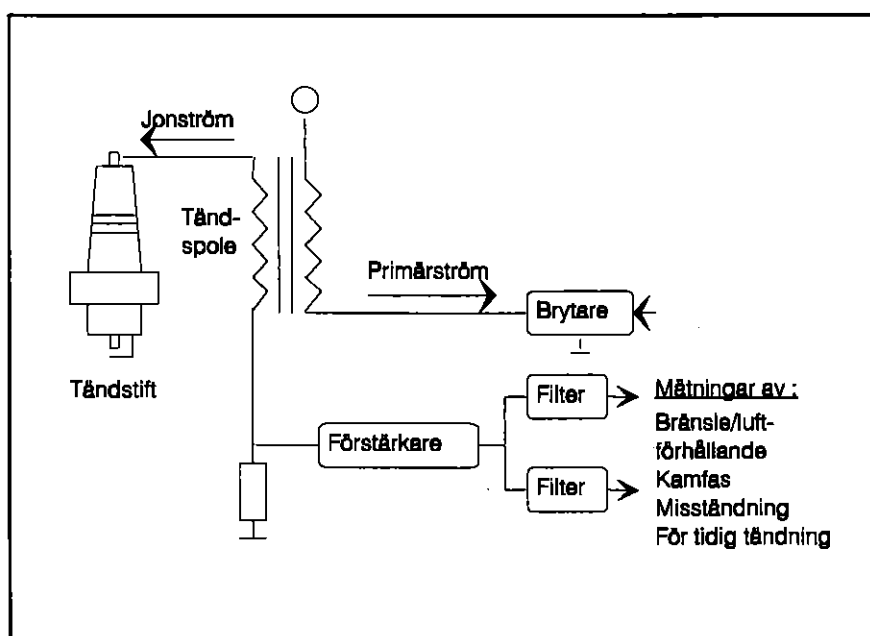 Jonström
Tänd-
spole
Primärström
Brytare
Tändstift
Förstärkare
Filter
Filter
Mätningar av :
Bränsle/luft-
förhållande
Kamfas
Misständning
För tidig tändning